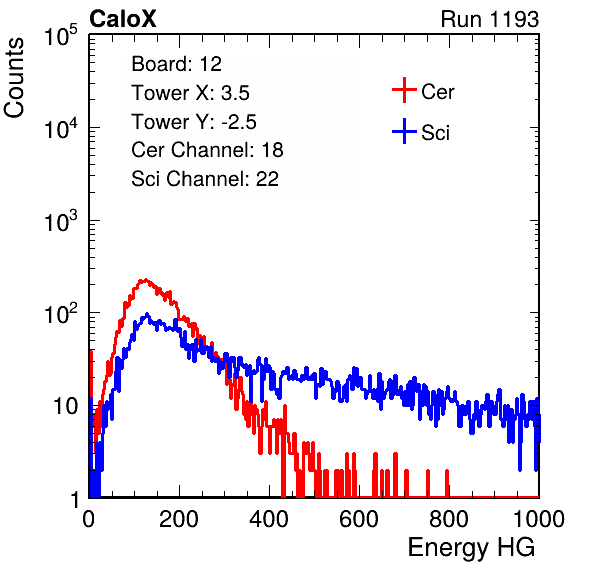 CaloX Run 1193
Counts
10^5
10^4
10^3
10^2
10
1
Board: 12
Tower X: 3.5
Tower Y: -2.5
Cer Channel: 18
Sci Channel: 22
Cer
Sci
0 200 400 600 800 1000
Energy HG